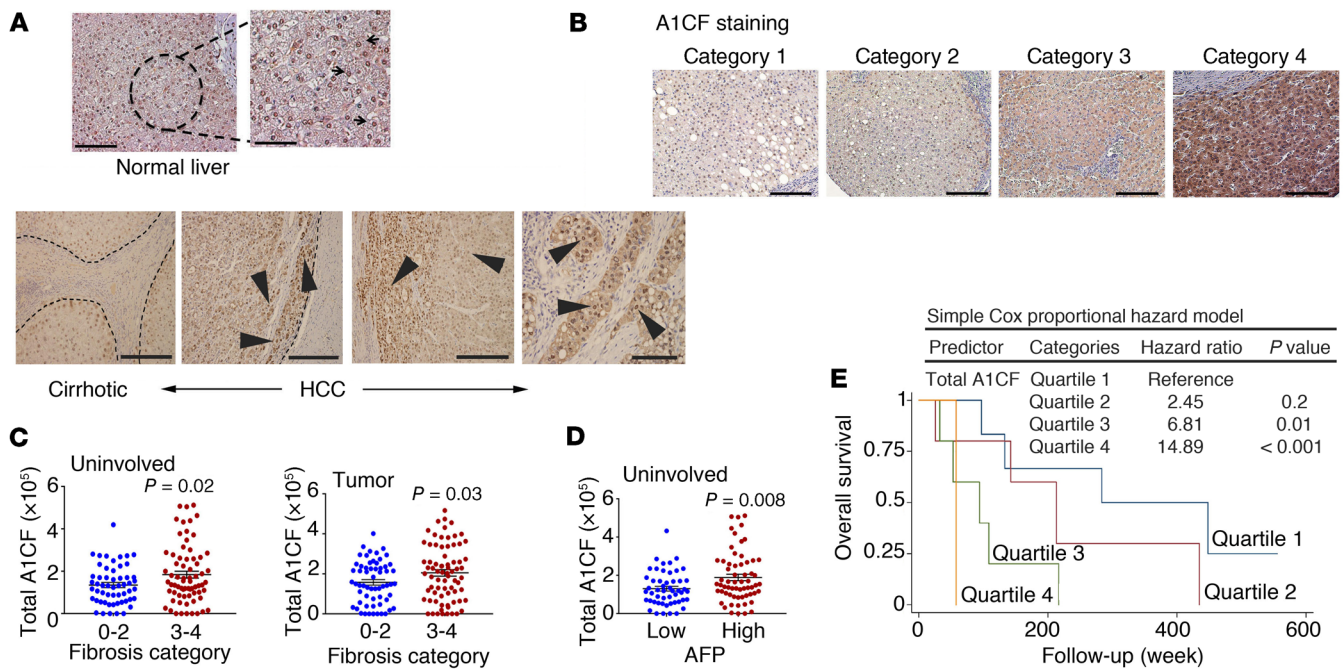 A
Normal liver
Cirrhotic
HCC
B
A1CF staining
Category 1 Category 2 Category 3 Category 4
C
Uninvolved
P = 0.02
Total A1CF (×10⁵)
6
4
2
0
0-2 3-4
Fibrosis category
Tumor
P = 0.03
Total A1CF (×10⁵)
6
4
2
0
0-2 3-4
Fibrosis category
D
Uninvolved
P = 0.008
Total A1CF (×10⁵)
6
4
2
0
Low High
AFP
E
Simple Cox proportional hazard model
Predictor Categories Hazard ratio P value
Total A1CF Quartile 1 Reference
Quartile 2 2.45 0.2
Quartile 3 6.81 0.01
Quartile 4 14.89 < 0.001
Overall survival
1
0.75
0.5
0.25
0
Quartile 1
Quartile 3
Quartile 4
Quartile 2
0 200 400 600
Follow-up (week)